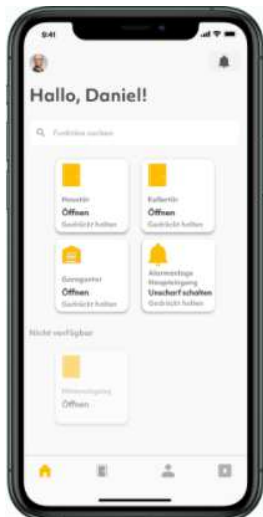 9:41
Hallo, Daniel!
Funktion suchen
Haustür
Öffnen
Gedrückt halten
Kellertür
Öffnen
Gedrückt halten
Garagentor
Öffnen
Gedrückt halten
Alarmanlage
Haupteingang
Unscharf schalten
Gedrückt halten
Nicht verfügbar
Hintereingang
Öffnen